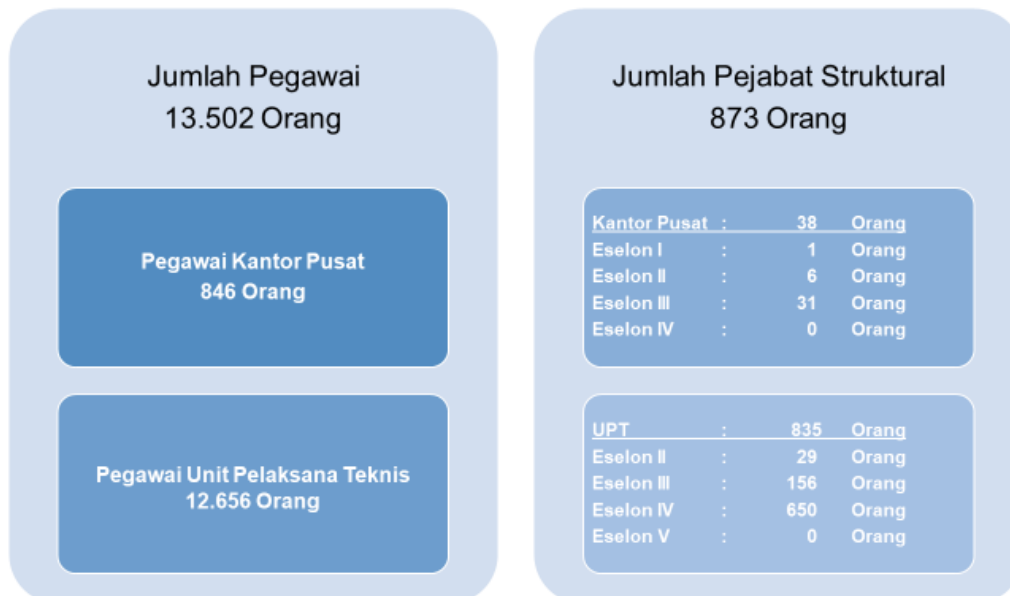 Jumlah Pegawai
13.502 Orang
Pegawai Kantor Pusat
846 Orang
Pegawai Unit Pelaksana Teknis
12.656 Orang
Jumlah Pejabat Struktural
873 Orang
Kantor Pusat : 38 Orang
Eselon I : 1 Orang
Eselon II : 6 Orang
Eselon III : 31 Orang
Eselon IV : 0 Orang
UPT : 835 Orang
Eselon II : 29 Orang
Eselon III : 156 Orang
Eselon IV : 650 Orang
Eselon V : 0 Orang